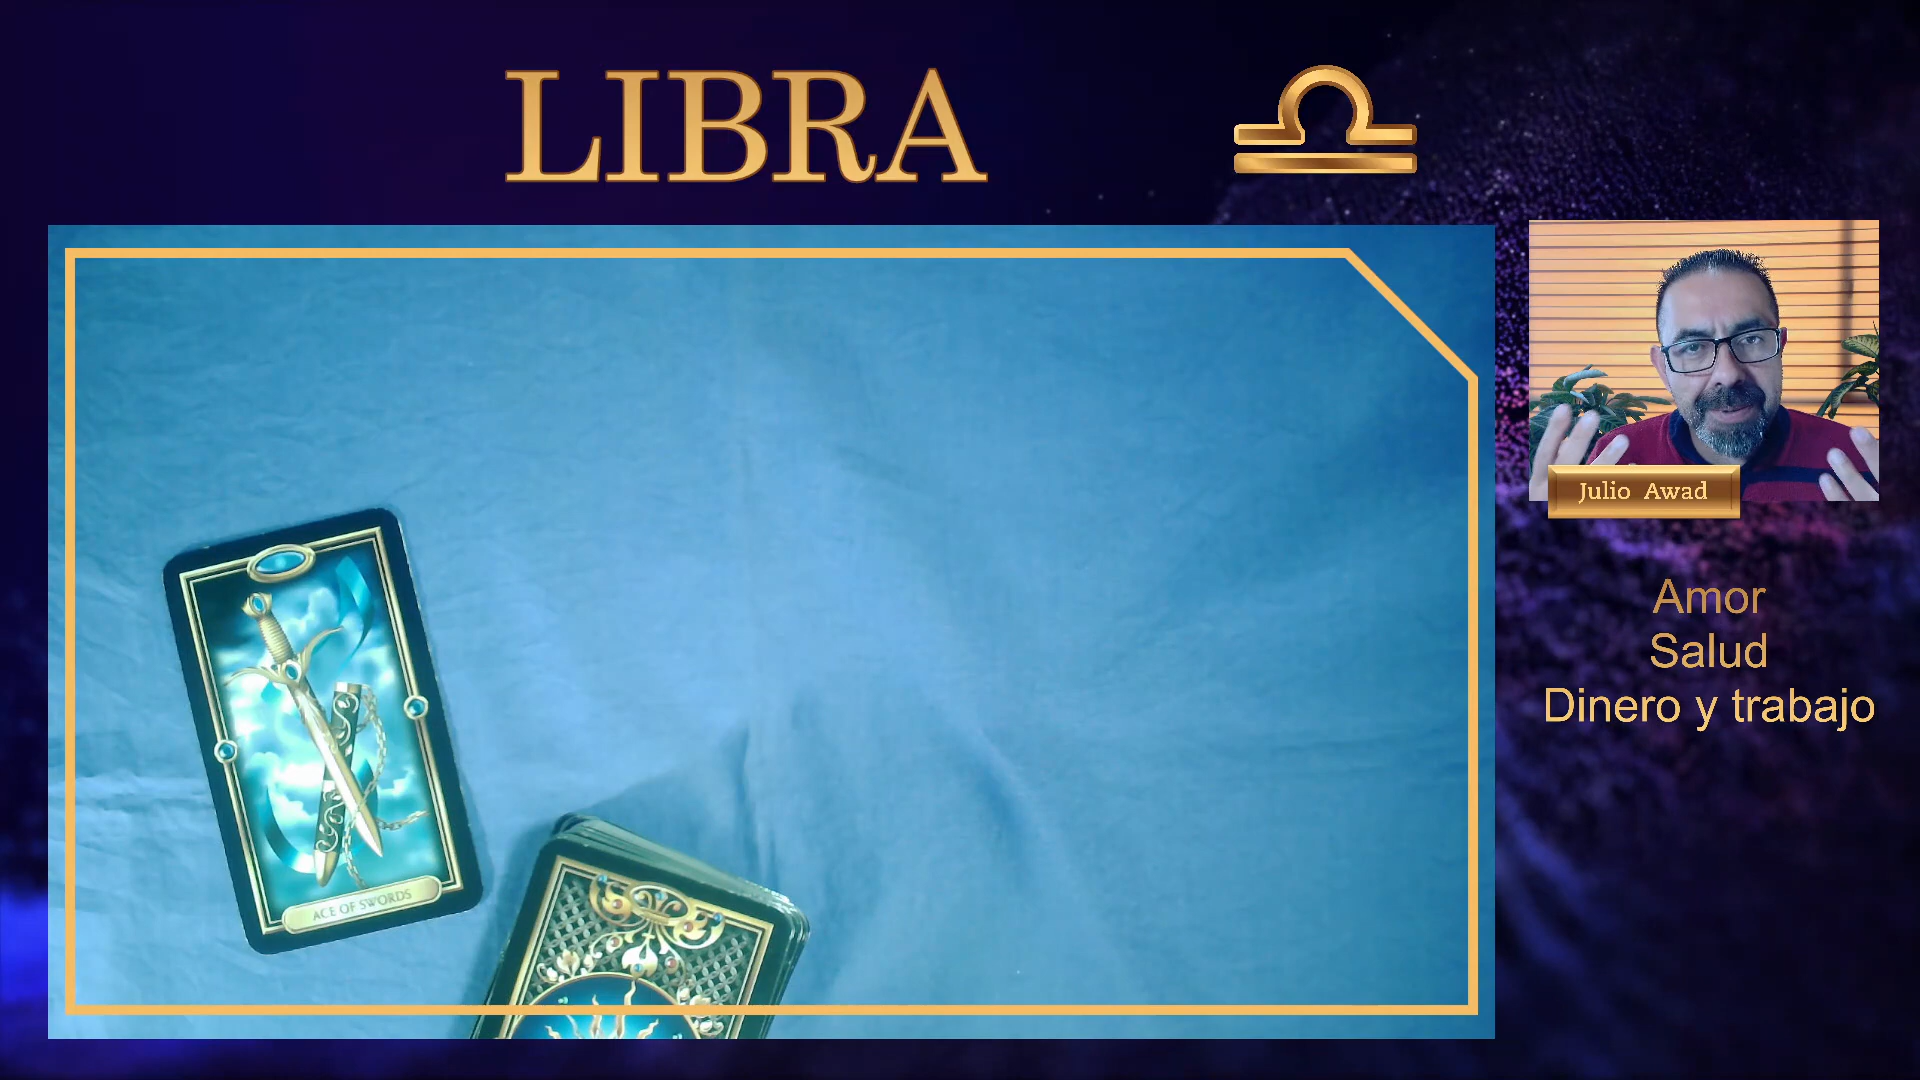 LIBRA
Julio Awad
Amor
Salud
Dinero y trabajo
ACE OF SWORDS